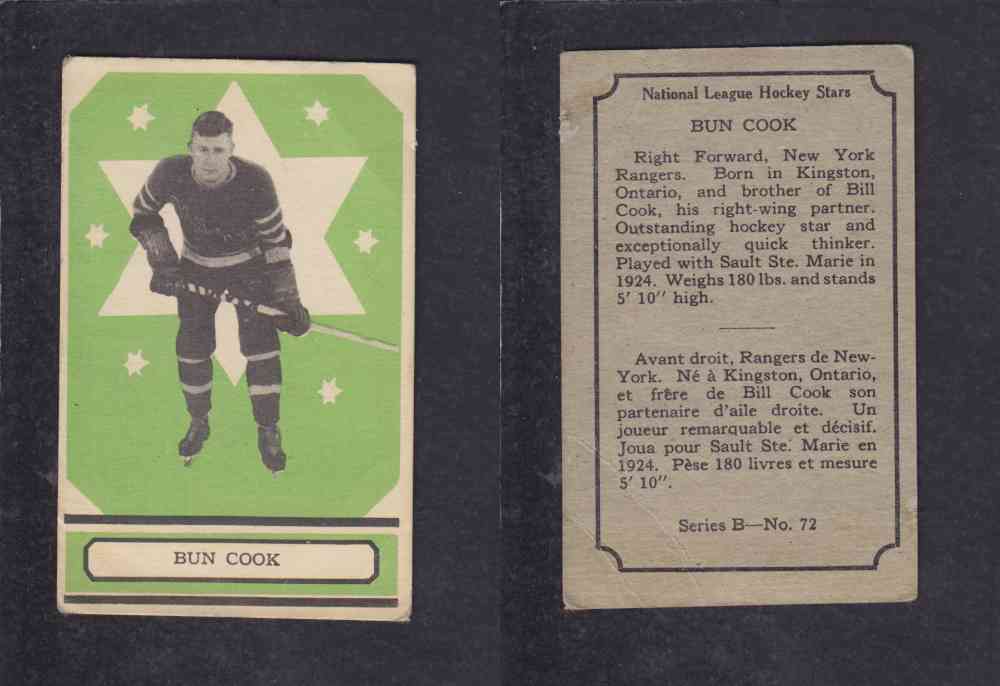 BUN COOK
National League Hockey Stars
BUN COOK
Right Forward, New York
Rangers. Born in Kingston,
Ontario, and brother of Bill
Cook, his right-wing partner.
Outstanding hockey star and
exceptionally quick thinker.
Played with Sault Ste. Marie in
1924. Weighs 180 lbs. and stands
5' 10" high.
Avant droit, Rangers de New-
York. Né à Kingston, Ontario,
et frère de Bill Cook son
partenaire d'aile droite. Un
joueur remarquable et décisif.
Joua pour Sault Ste. Marie en
1924. Pèse 180 livres et mesure
5' 10".
Series B—No. 72